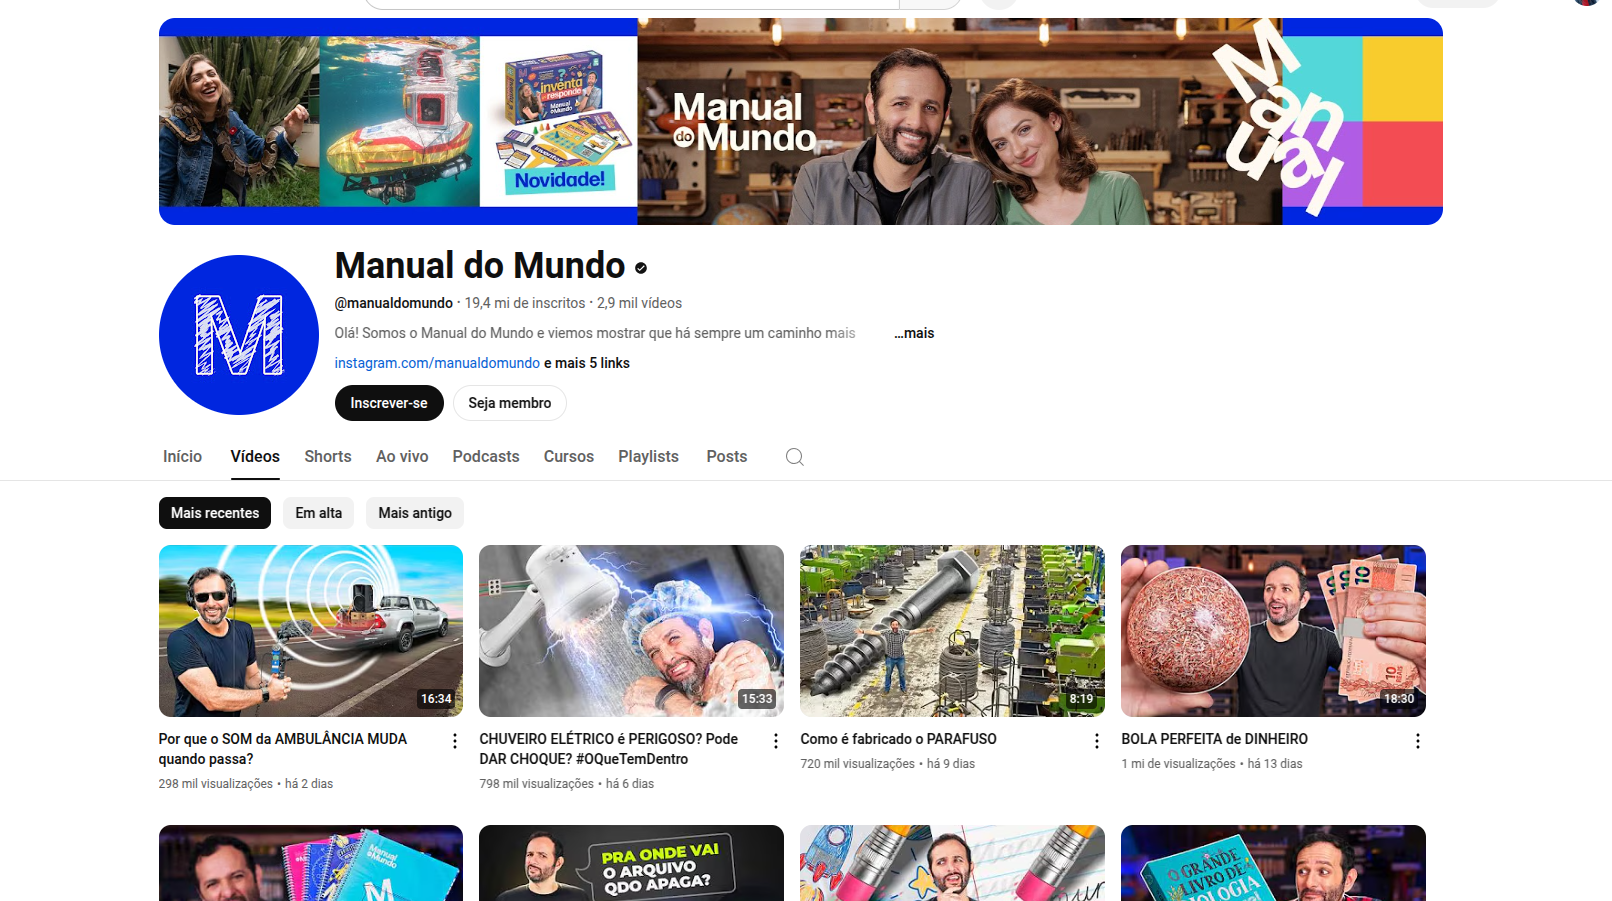 inventa
responde
Manual do Mundo
Novidade!
Manual
do Mundo
Manual
Manual do Mundo
@manualdomundo · 19,4 mi de inscritos · 2,9 mil vídeos
Olá! Somos o Manual do Mundo e viemos mostrar que há sempre um caminho mais ...mais
instagram.com/manualdomundo e mais 5 links
Inscrever-se Seja membro
Início Vídeos Shorts Ao vivo Podcasts Cursos Playlists Posts
Mais recentes Em alta Mais antigo
16:34
15:33
8:19
10
10
18:30
Por que o SOM da AMBULÂNCIA MUDA
quando passa?
298 mil visualizações • há 2 dias
CHUVEIRO ELÉTRICO é PERIGOSO? Pode
DAR CHOQUE? #OQueTemDentro
798 mil visualizações • há 6 dias
Como é fabricado o PARAFUSO
720 mil visualizações • há 9 dias
BOLA PERFEITA de DINHEIRO
1 mi de visualizações • há 13 dias
Manual
do Mundo
PRA ONDE VAI
O ARQUIVO
QDO APAGA?
O GRANDE
LIVRO DE